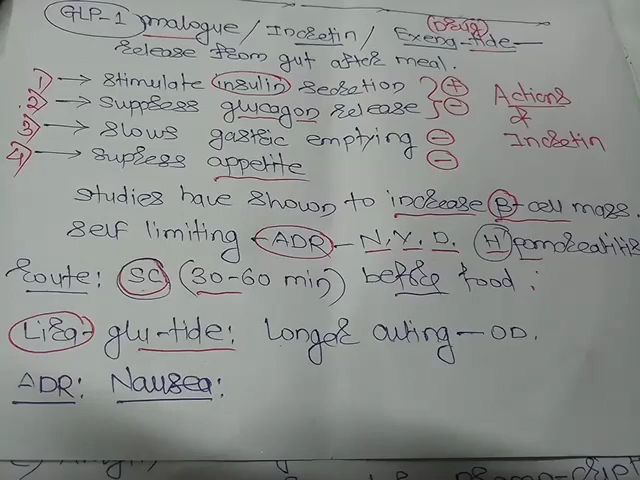 GLP-1 analogue / Incretin / Exeng-tide (Drug) —
release from gut after meal.
1 → stimulate insulin secretion } +
2 → suppress glucagon release } −
3 → slows gastric emptying −
4 → supress appetite −
Actions
of
Incretin
studies have shown to increase B-cell mass.
self limiting - ADR - N.V.D. (H) pancreatitis
Route: SC (30-60 min) before food :
Lira- glu-tide: Longer acting - OD.
ADR: Nausea: